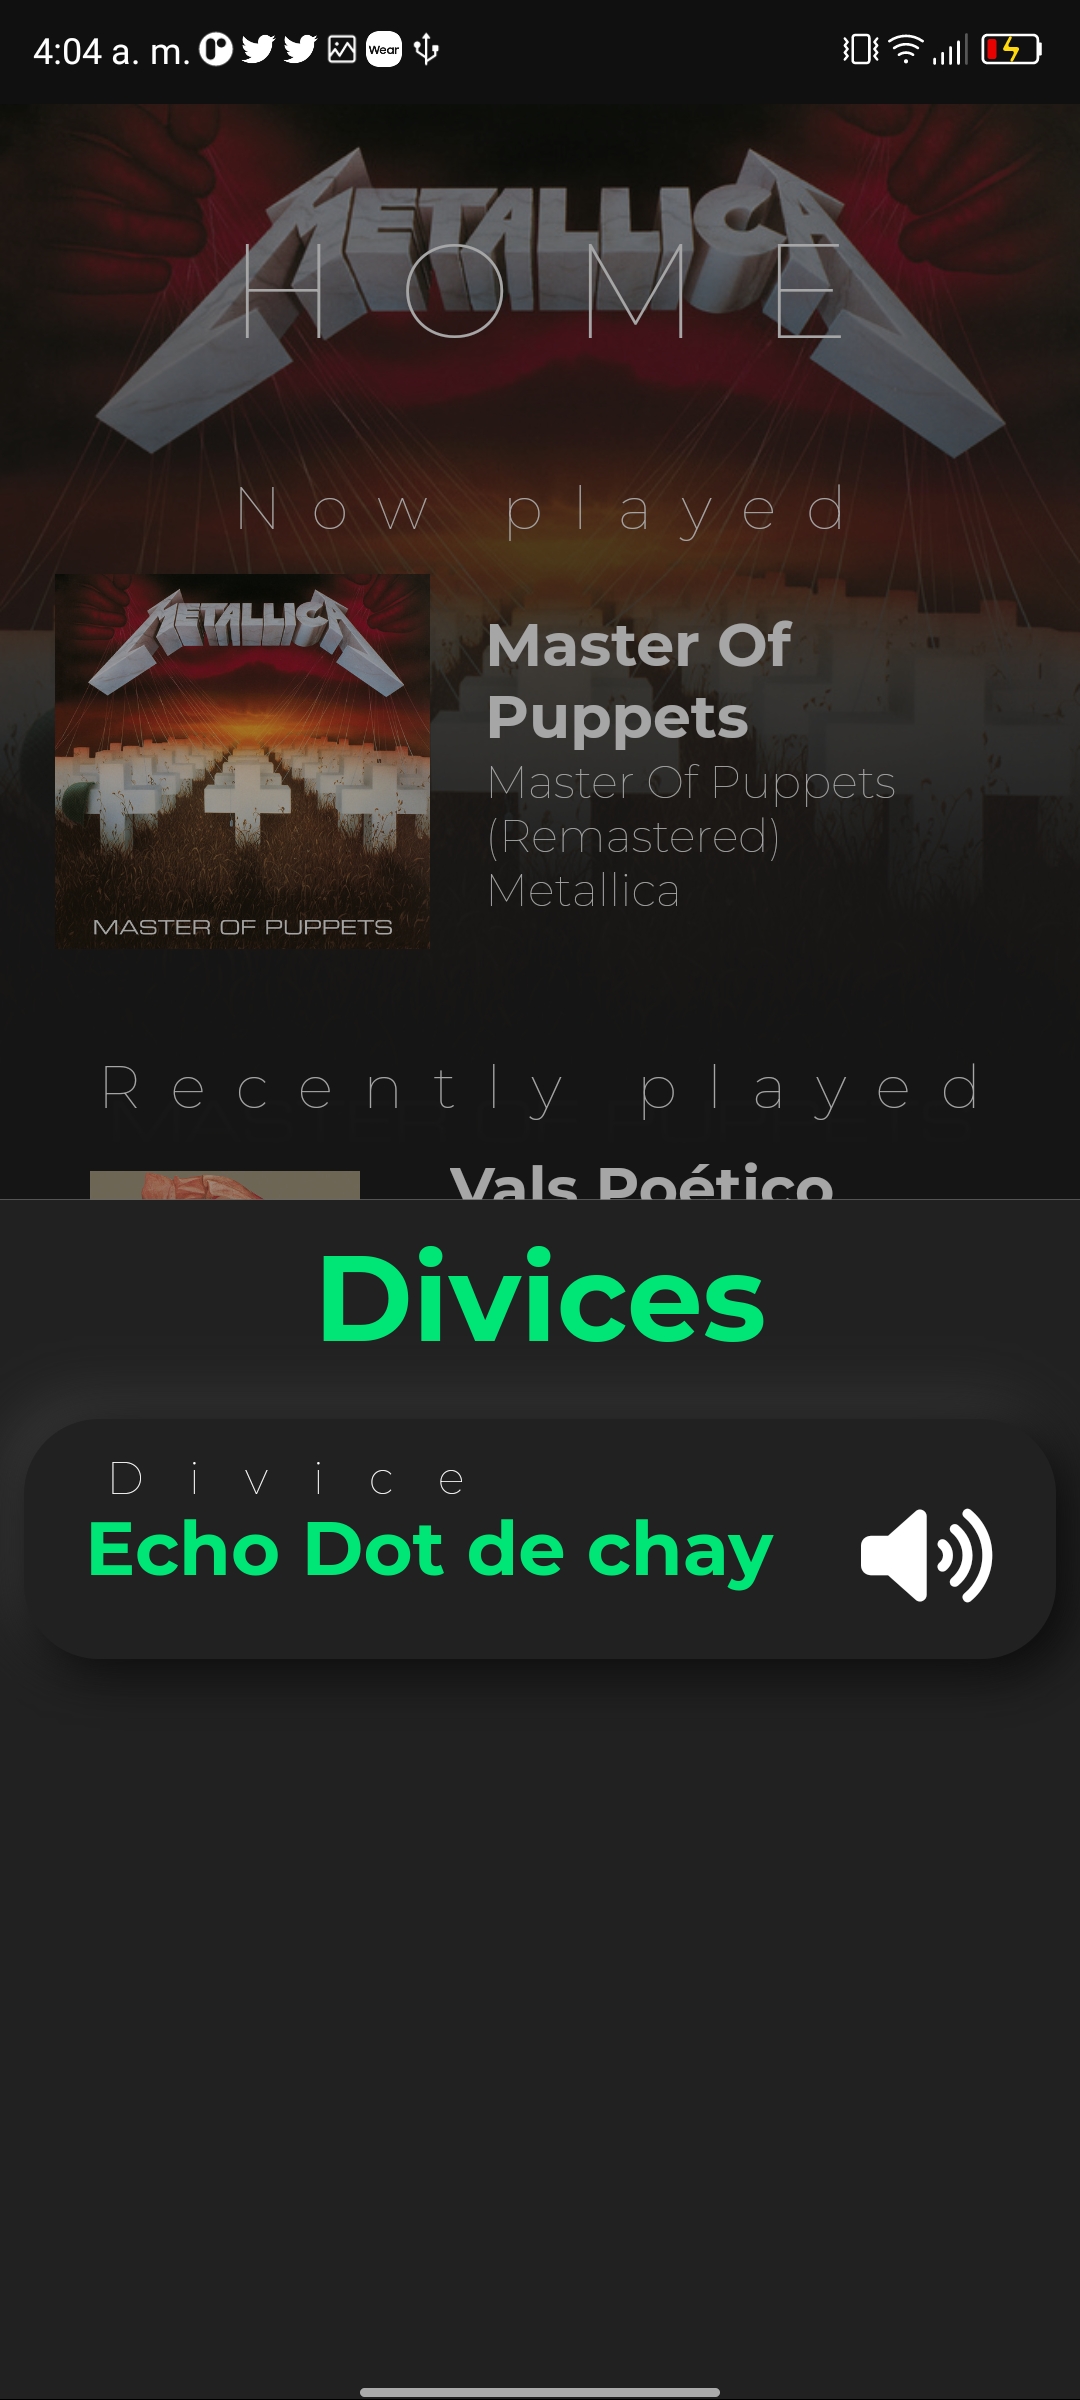 4:04 a. m.
Wear
METALLICA
HOME
Now played
METALLICA
MASTER OF PUPPETS
Master Of
Puppets
Master Of Puppets
(Remastered)
Metallica
Recently played
Vals Poético
Divices
Divice
Echo Dot de chay